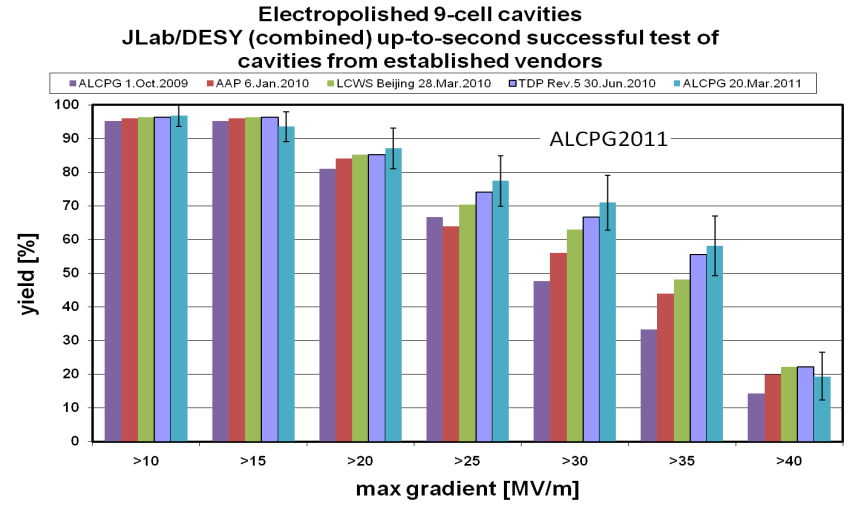 Electropolished 9-cell cavities
JLab/DESY (combined) up-to-second successful test of
cavities from established vendors
ALCPG 1.Oct.2009 AAP 6.Jan.2010 LCWS Beijing 28.Mar.2010 TDP Rev.5 30.Jun.2010 ALCPG 20.Mar.2011
ALCPG2011
yield [%]
100
90
80
70
60
50
40
30
20
10
0
>10 >15 >20 >25 >30 >35 >40
max gradient [MV/m]